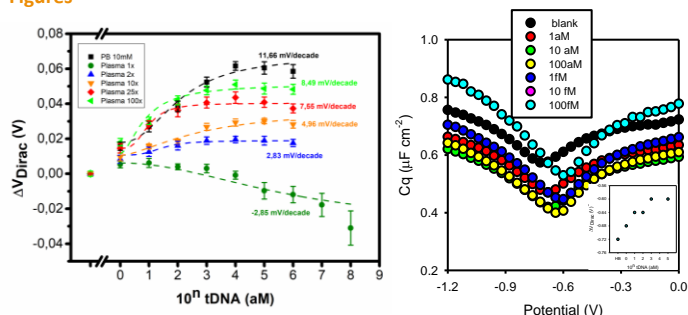 Figures
ΔV_Dirac (V)
0,08
0,06
0,04
0,02
0,00
-0,02
-0,04
PB 10mM
Plasma 1x
Plasma 2x
Plasma 10x
Plasma 25x
Plasma 100x
11,66 mV/decade
8,49 mV/decade
7,55 mV/decade
4,96 mV/decade
2,83 mV/decade
-2,85 mV/decade
0 1 2 3 4 5 6 7 8 9
10ⁿ tDNA (aM)
Cq (µF cm⁻²)
1.0
0.8
0.6
0.4
0.2
blank
1aM
10 aM
100aM
1fM
10 fM
100fM
-1.2 -0.9 -0.6 -0.3 0.0
Potential (V)
10ⁿ tDNA (aM)